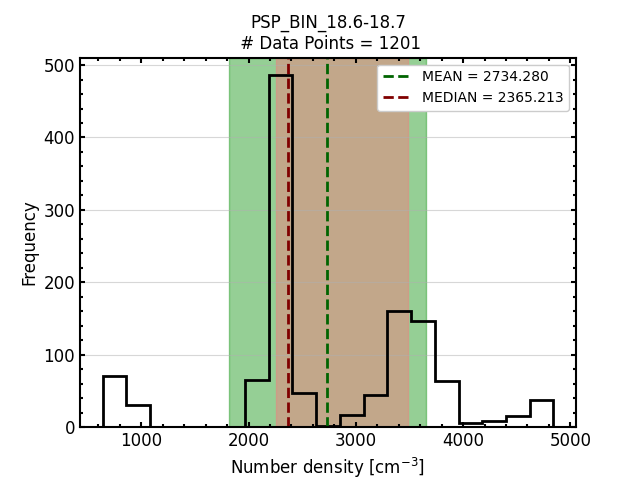 PSP_BIN_18.6-18.7
# Data Points = 1201
MEAN = 2734.280
MEDIAN = 2365.213
500
400
300
200
100
0
Frequency
1000
2000
3000
4000
5000
Number density [cm⁻³]